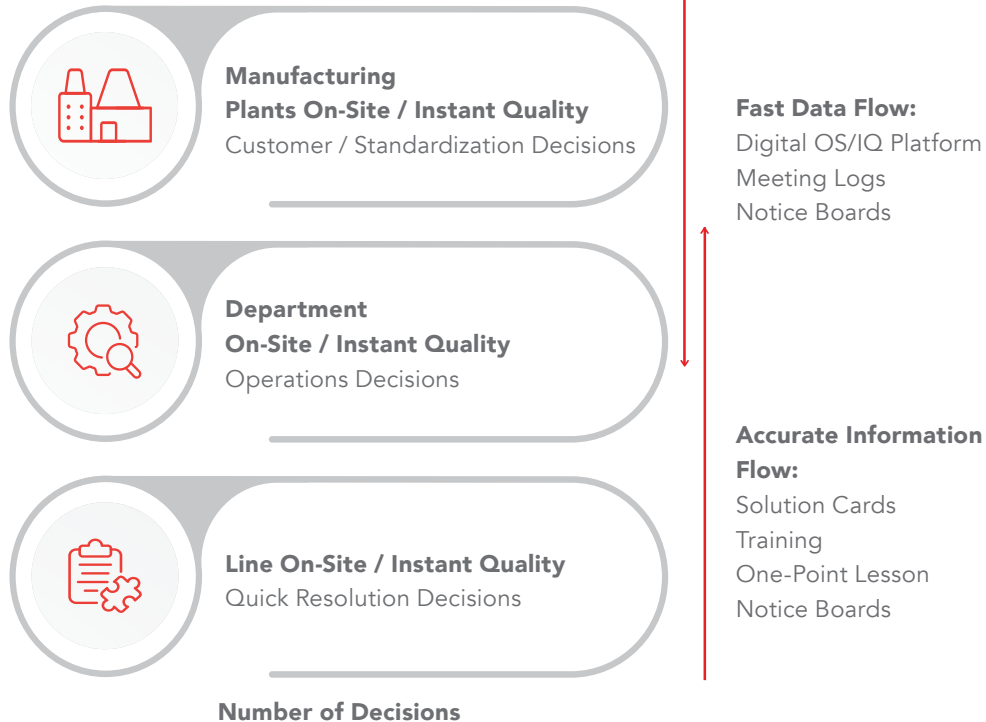 Manufacturing
Plants On-Site / Instant Quality
Customer / Standardization Decisions
Fast Data Flow:
Digital OS/IQ Platform
Meeting Logs
Notice Boards
Department
On-Site / Instant Quality
Operations Decisions
Accurate Information
Flow:
Solution Cards
Training
One-Point Lesson
Notice Boards
Line On-Site / Instant Quality
Quick Resolution Decisions
Number of Decisions